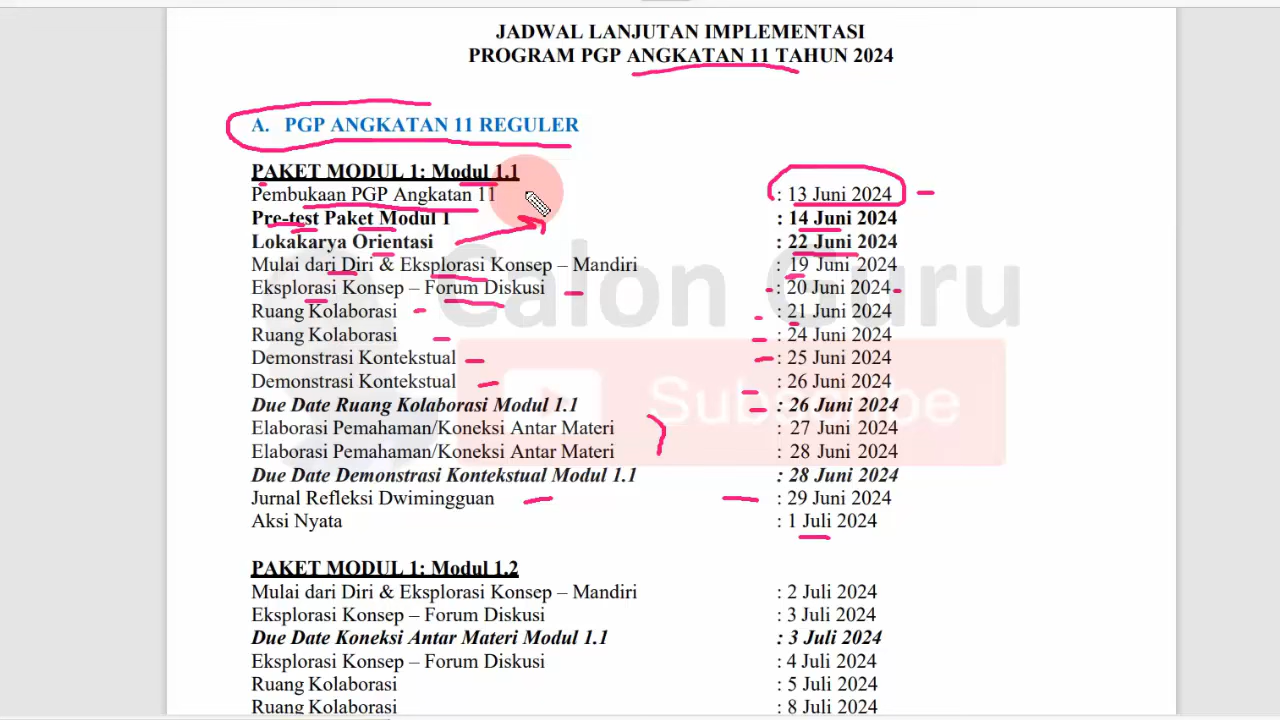 JADWAL LANJUTAN IMPLEMENTASI
PROGRAM PGP ANGKATAN 11 TAHUN 2024
A. PGP ANGKATAN 11 REGULER
PAKET MODUL 1: Modul 1.1
Pembukaan PGP Angkatan 11 : 13 Juni 2024
Pre-test Paket Modul 1 : 14 Juni 2024
Lokakarya Orientasi : 22 Juni 2024
Mulai dari Diri & Eksplorasi Konsep – Mandiri : 19 Juni 2024
Eksplorasi Konsep – Forum Diskusi : 20 Juni 2024
Ruang Kolaborasi : 21 Juni 2024
Ruang Kolaborasi : 24 Juni 2024
Demonstrasi Kontekstual : 25 Juni 2024
Demonstrasi Kontekstual : 26 Juni 2024
Due Date Ruang Kolaborasi Modul 1.1 : 26 Juni 2024
Elaborasi Pemahaman/Koneksi Antar Materi : 27 Juni 2024
Elaborasi Pemahaman/Koneksi Antar Materi : 28 Juni 2024
Due Date Demonstrasi Kontekstual Modul 1.1 : 28 Juni 2024
Jurnal Refleksi Dwimingguan : 29 Juni 2024
Aksi Nyata : 1 Juli 2024
PAKET MODUL 1: Modul 1.2
Mulai dari Diri & Eksplorasi Konsep – Mandiri : 2 Juli 2024
Eksplorasi Konsep – Forum Diskusi : 3 Juli 2024
Due Date Koneksi Antar Materi Modul 1.1 : 3 Juli 2024
Eksplorasi Konsep – Forum Diskusi : 4 Juli 2024
Ruang Kolaborasi : 5 Juli 2024
Ruang Kolaborasi : 8 Juli 2024
Calon Guru
Subscribe